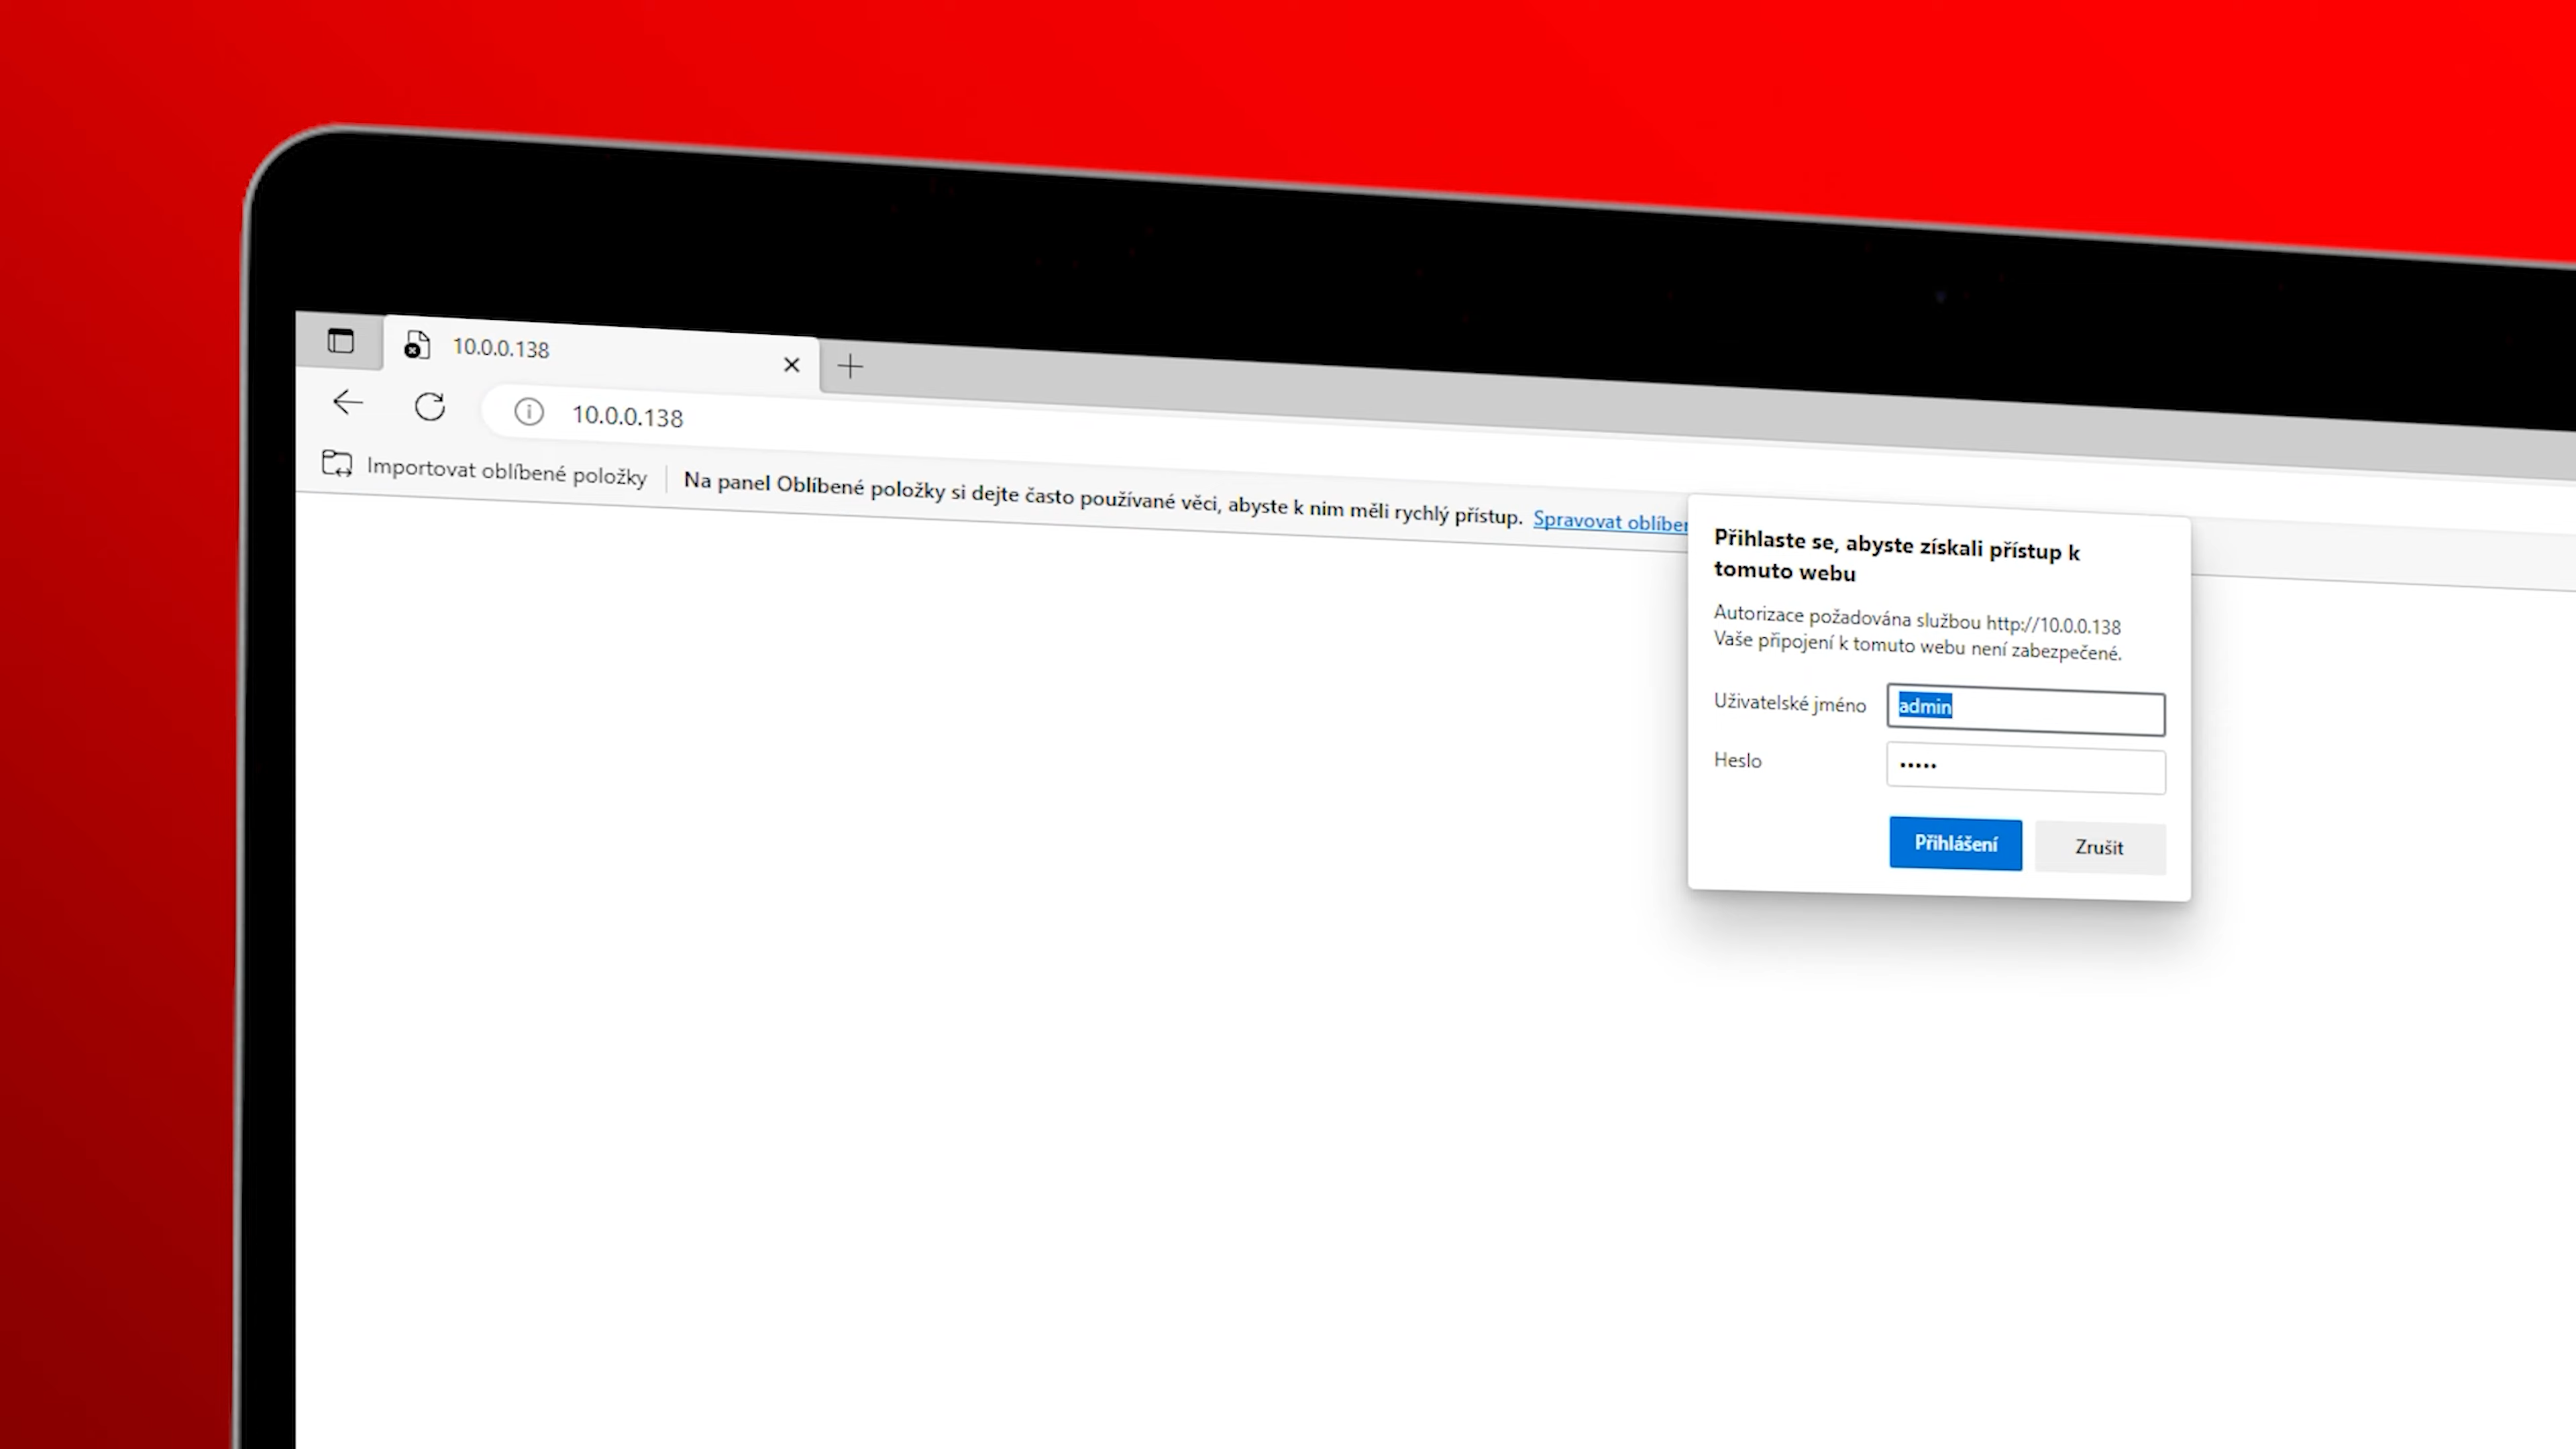 10.0.0.138
10.0.0.138
Importovat oblíbené položky
Na panel Oblíbené položky si dejte často používané věci, abyste k nim měli rychlý přístup. Spravovat
Přihlaste se, abyste získali přístup k
tomuto webu
Autorizace požadována službou http://10.0.0.138
Vaše připojení k tomuto webu není zabezpečené.
Uživatelské jméno admin
Heslo •••••
Přihlášení Zrušit